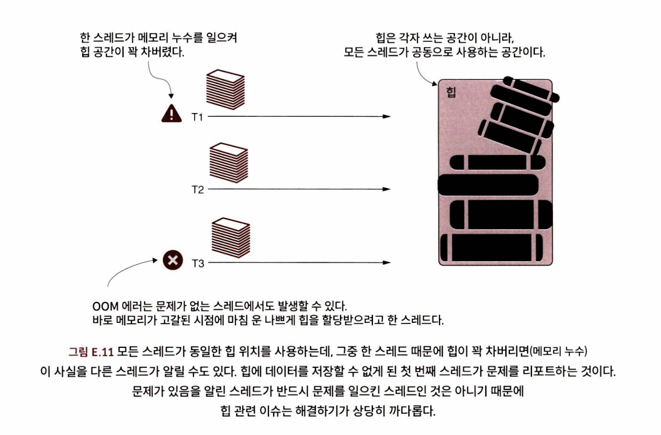 한 스레드가 메모리 누수를 일으켜
힙 공간이 꽉 차버렸다.
힙은 각자 쓰는 공간이 아니라,
모든 스레드가 공동으로 사용하는 공간이다.
힙
T1
T2
T3
OOM 에러는 문제가 없는 스레드에서도 발생할 수 있다.
바로 메모리가 고갈된 시점에 마침 운 나쁘게 힙을 할당받으려고 한 스레드다.
그림 E.11 모든 스레드가 동일한 힙 위치를 사용하는데, 그중 한 스레드 때문에 힙이 꽉 차버리면(메모리 누수)
이 사실을 다른 스레드가 알릴 수도 있다. 힙에 데이터를 저장할 수 없게 된 첫 번째 스레드가 문제를 리포트하는 것이다.
문제가 있음을 알린 스레드가 반드시 문제를 일으킨 스레드인 것은 아니기 때문에
힙 관련 이슈는 해결하기가 상당히 까다롭다.